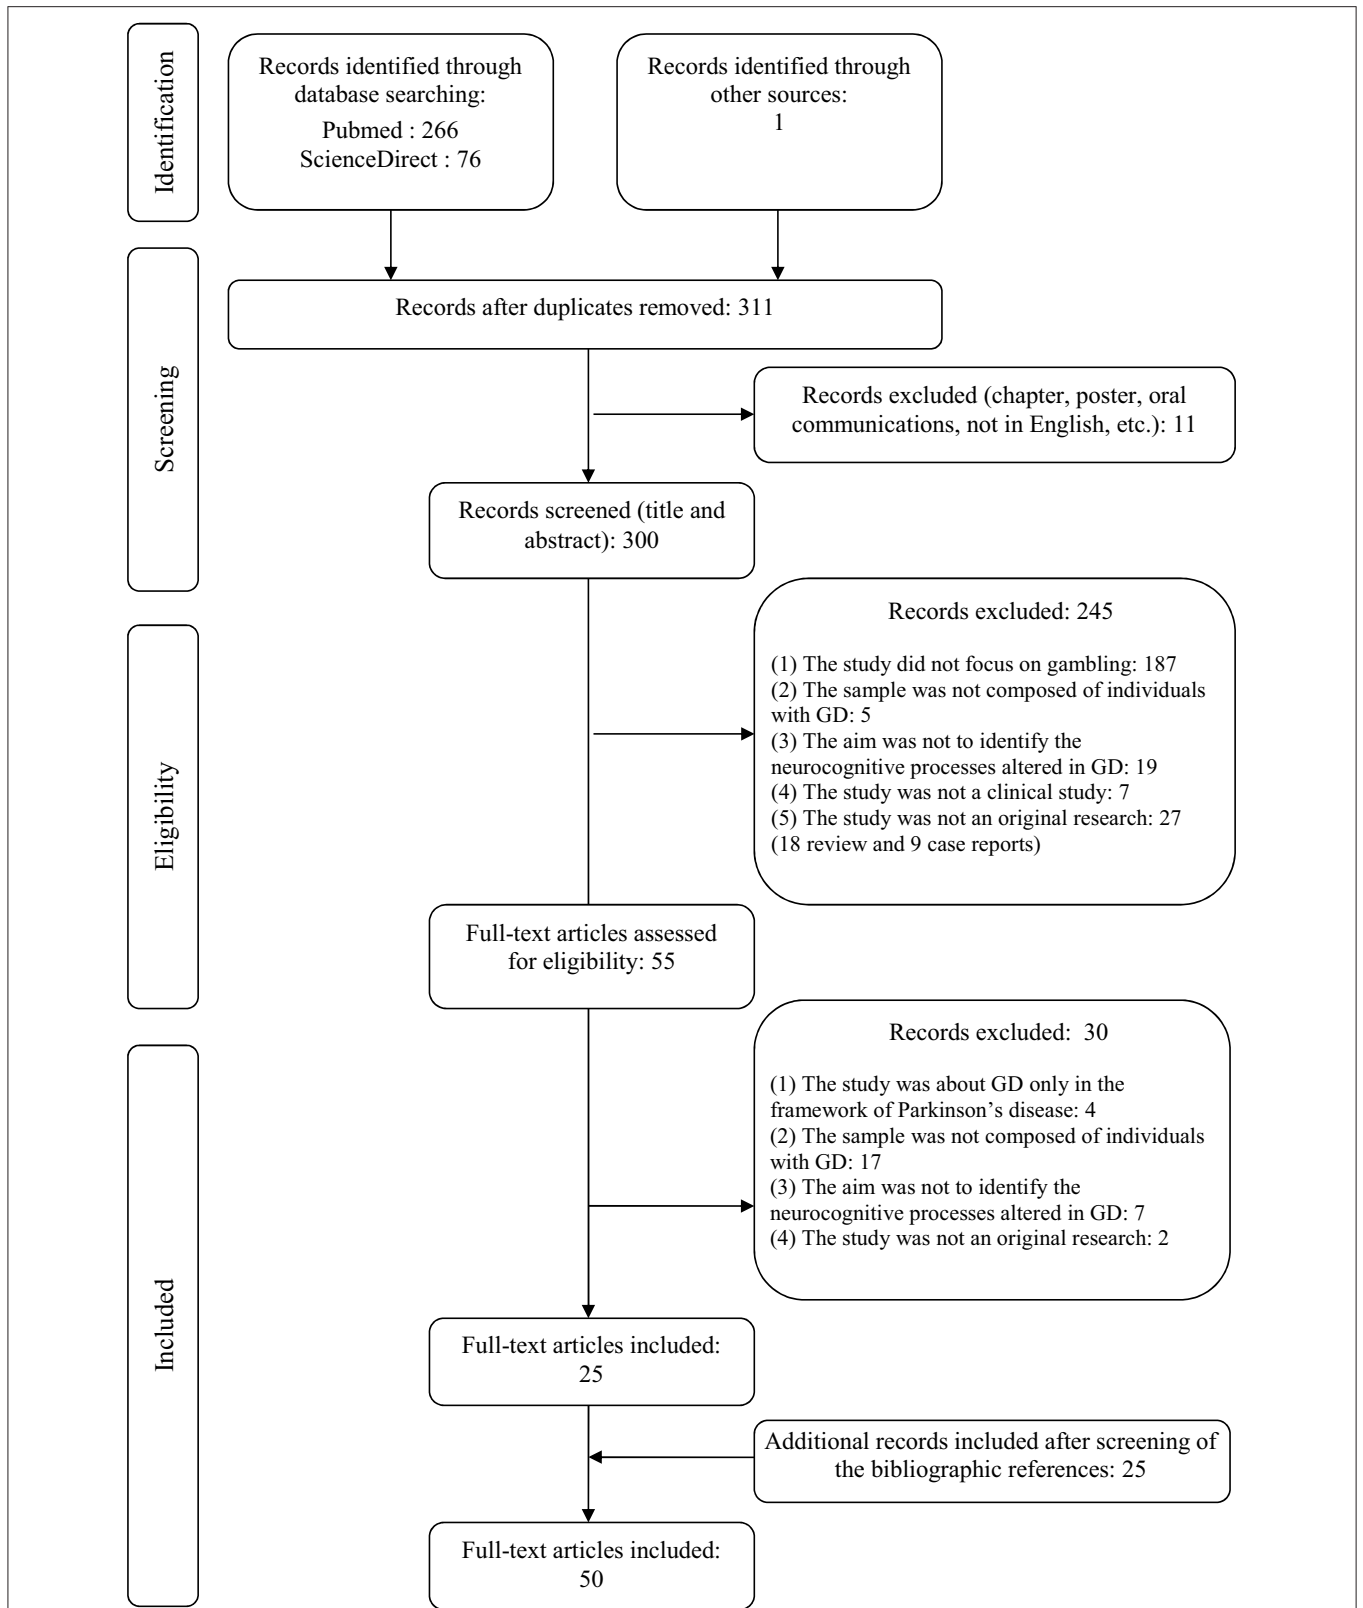 Identification
Records identified through
database searching:
Pubmed : 266
ScienceDirect : 76
Records identified through
other sources:
1
Screening
Records after duplicates removed: 311
Records excluded (chapter, poster, oral
communications, not in English, etc.): 11
Records screened (title and
abstract): 300
Eligibility
Records excluded: 245
(1) The study did not focus on gambling: 187
(2) The sample was not composed of individuals
with GD: 5
(3) The aim was not to identify the
neurocognitive processes altered in GD: 19
(4) The study was not a clinical study: 7
(5) The study was not an original research: 27
(18 review and 9 case reports)
Full-text articles assessed
for eligibility: 55
Included
Records excluded:  30
(1) The study was about GD only in the
framework of Parkinson's disease: 4
(2) The sample was not composed of individuals
with GD: 17
(3) The aim was not to identify the
neurocognitive processes altered in GD: 7
(4) The study was not an original research: 2
Full-text articles included:
25
Additional records included after screening of
the bibliographic references: 25
Full-text articles included:
50